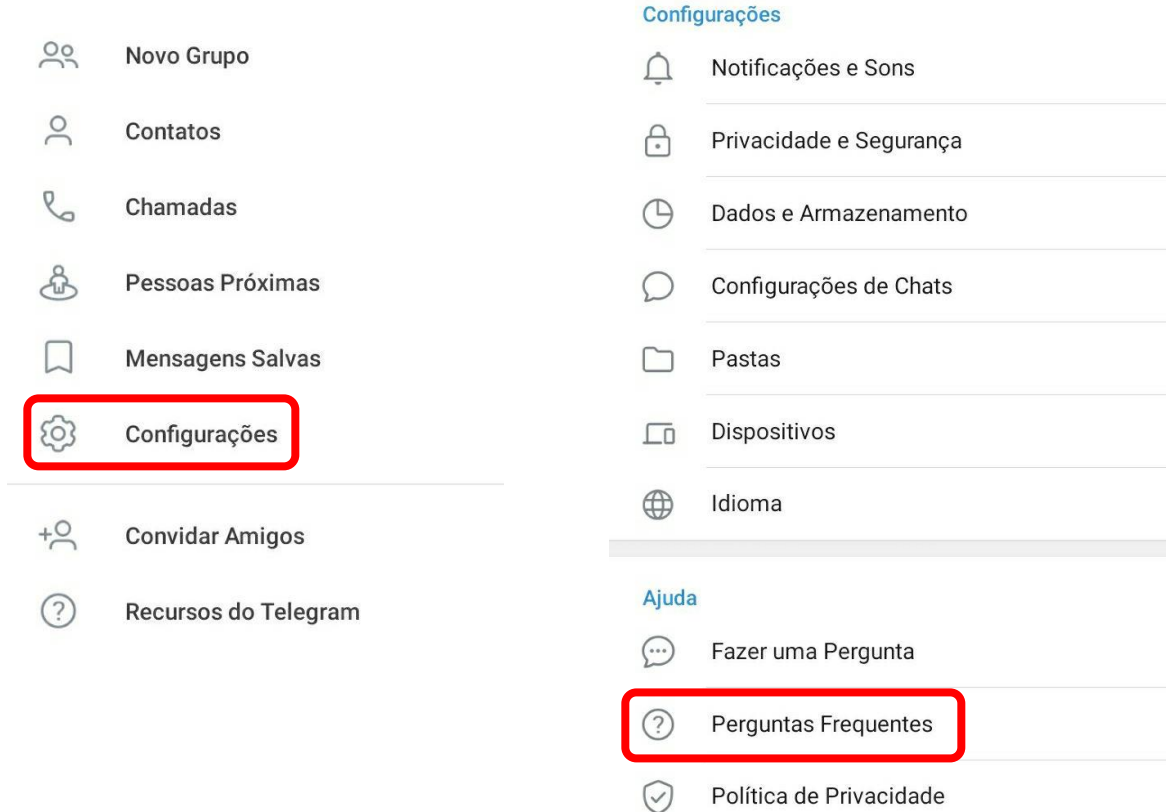 Novo Grupo
Contatos
Chamadas
Pessoas Próximas
Mensagens Salvas
Configurações
Convidar Amigos
Recursos do Telegram
Configurações
Notificações e Sons
Privacidade e Segurança
Dados e Armazenamento
Configurações de Chats
Pastas
Dispositivos
Idioma
Ajuda
Fazer uma Pergunta
Perguntas Frequentes
Política de Privacidade